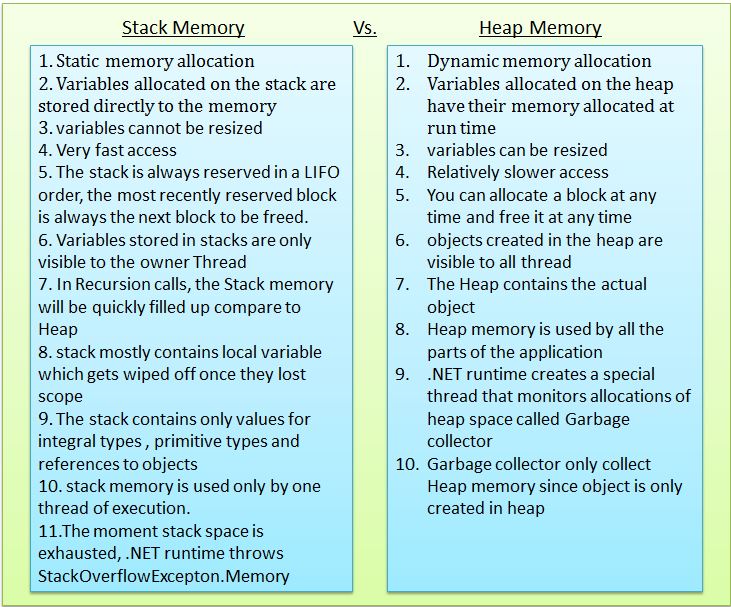 Stack Memory Vs. Heap Memory
1. Static memory allocation
2. Variables allocated on the stack are
stored directly to the memory
3. variables cannot be resized
4. Very fast access
5. The stack is always reserved in a LIFO
order, the most recently reserved block
is always the next block to be freed.
6. Variables stored in stacks are only
visible to the owner Thread
7. In Recursion calls, the Stack memory
will be quickly filled up compare to
Heap
8. stack mostly contains local variable
which gets wiped off once they lost
scope
9. The stack contains only values for
integral types , primitive types and
references to objects
10. stack memory is used only by one
thread of execution.
11.The moment stack space is
exhausted, .NET runtime throws
StackOverflowExcepton.Memory
1. Dynamic memory allocation
2. Variables allocated on the heap
have their memory allocated at
run time
3. variables can be resized
4. Relatively slower access
5. You can allocate a block at any
time and free it at any time
6. objects created in the heap are
visible to all thread
7. The Heap contains the actual
object
8. Heap memory is used by all the
parts of the application
9. .NET runtime creates a special
thread that monitors allocations of
heap space called Garbage
collector
10. Garbage collector only collect
Heap memory since object is only
created in heap